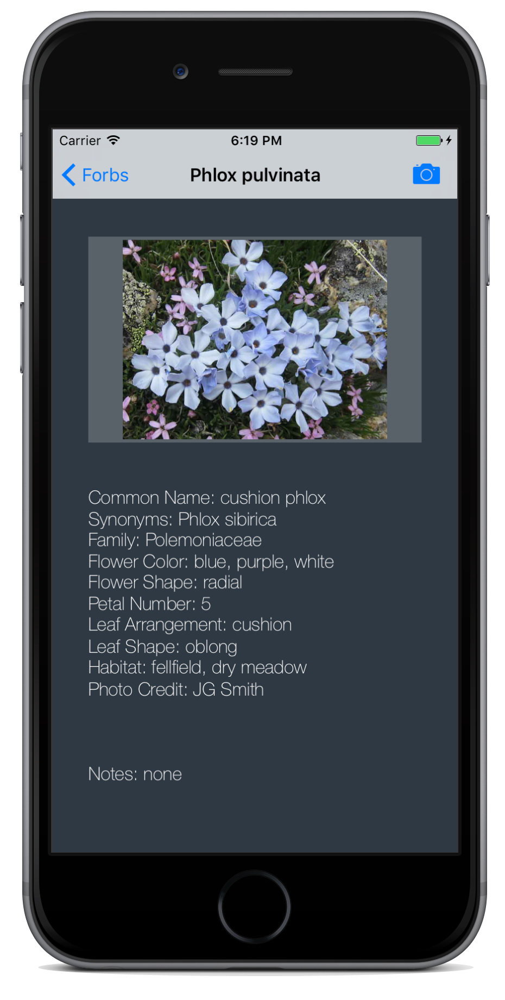 Carrier
6:19 PM
Forbs
Phlox pulvinata
Common Name: cushion phlox
Synonyms: Phlox sibirica
Family: Polemoniaceae
Flower Color: blue, purple, white
Flower Shape: radial
Petal Number: 5
Leaf Arrangement: cushion
Leaf Shape: oblong
Habitat: fellfield, dry meadow
Photo Credit: JG Smith
Notes: none